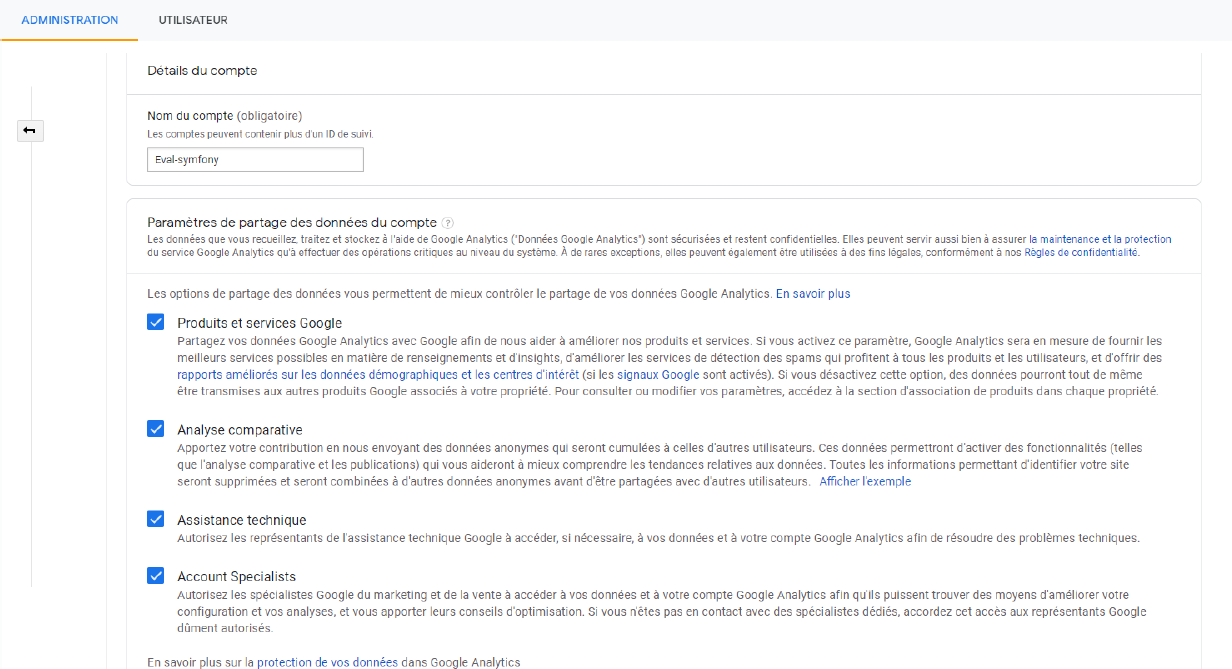 ADMINISTRATION UTILISATEUR
Détails du compte
Nom du compte (obligatoire)
Les comptes peuvent contenir plus d'un ID de suivi.
Eval-symfony
Paramètres de partage des données du compte ?
Les données que vous recueillez, traitez et stockez à l'aide de Google Analytics ("Données Google Analytics") sont sécurisées et restent confidentielles. Elles peuvent servir aussi bien à assurer la maintenance et la protection
du service Google Analytics qu'à effectuer des opérations critiques au niveau du système. À de rares exceptions, elles peuvent également être utilisées à des fins légales, conformément à nos Règles de confidentialité.
Les options de partage des données vous permettent de mieux contrôler le partage de vos données Google Analytics. En savoir plus
Produits et services Google
Partagez vos données Google Analytics avec Google afin de nous aider à améliorer nos produits et services. Si vous activez ce paramètre, Google Analytics sera en mesure de fournir les
meilleurs services possibles en matière de renseignements et d'insights, d'améliorer les services de détection des spams qui profitent à tous les produits et les utilisateurs, et d'offrir des
rapports améliorés sur les données démographiques et les centres d'intérêt (si les signaux Google sont activés). Si vous désactivez cette option, des données pourront tout de même
être transmises aux autres produits Google associés à votre propriété. Pour consulter ou modifier vos paramètres, accédez à la section d'association de produits dans chaque propriété.
Analyse comparative
Apportez votre contribution en nous envoyant des données anonymes qui seront cumulées à celles d'autres utilisateurs. Ces données permettront d'activer des fonctionnalités (telles
que l'analyse comparative et les publications) qui vous aideront à mieux comprendre les tendances relatives aux données. Toutes les informations permettant d'identifier votre site
seront supprimées et seront combinées à d'autres données anonymes avant d'être partagées avec d'autres utilisateurs. Afficher l'exemple
Assistance technique
Autorisez les représentants de l'assistance technique Google à accéder, si nécessaire, à vos données et à votre compte Google Analytics afin de résoudre des problèmes techniques.
Account Specialists
Autorisez les spécialistes Google du marketing et de la vente à accéder à vos données et à votre compte Google Analytics afin qu'ils puissent trouver des moyens d'améliorer votre
configuration et vos analyses, et vous apporter leurs conseils d'optimisation. Si vous n'êtes pas en contact avec des spécialistes dédiés, accordez cet accès aux représentants Google
dûment autorisés.
En savoir plus sur la protection de vos données dans Google Analytics